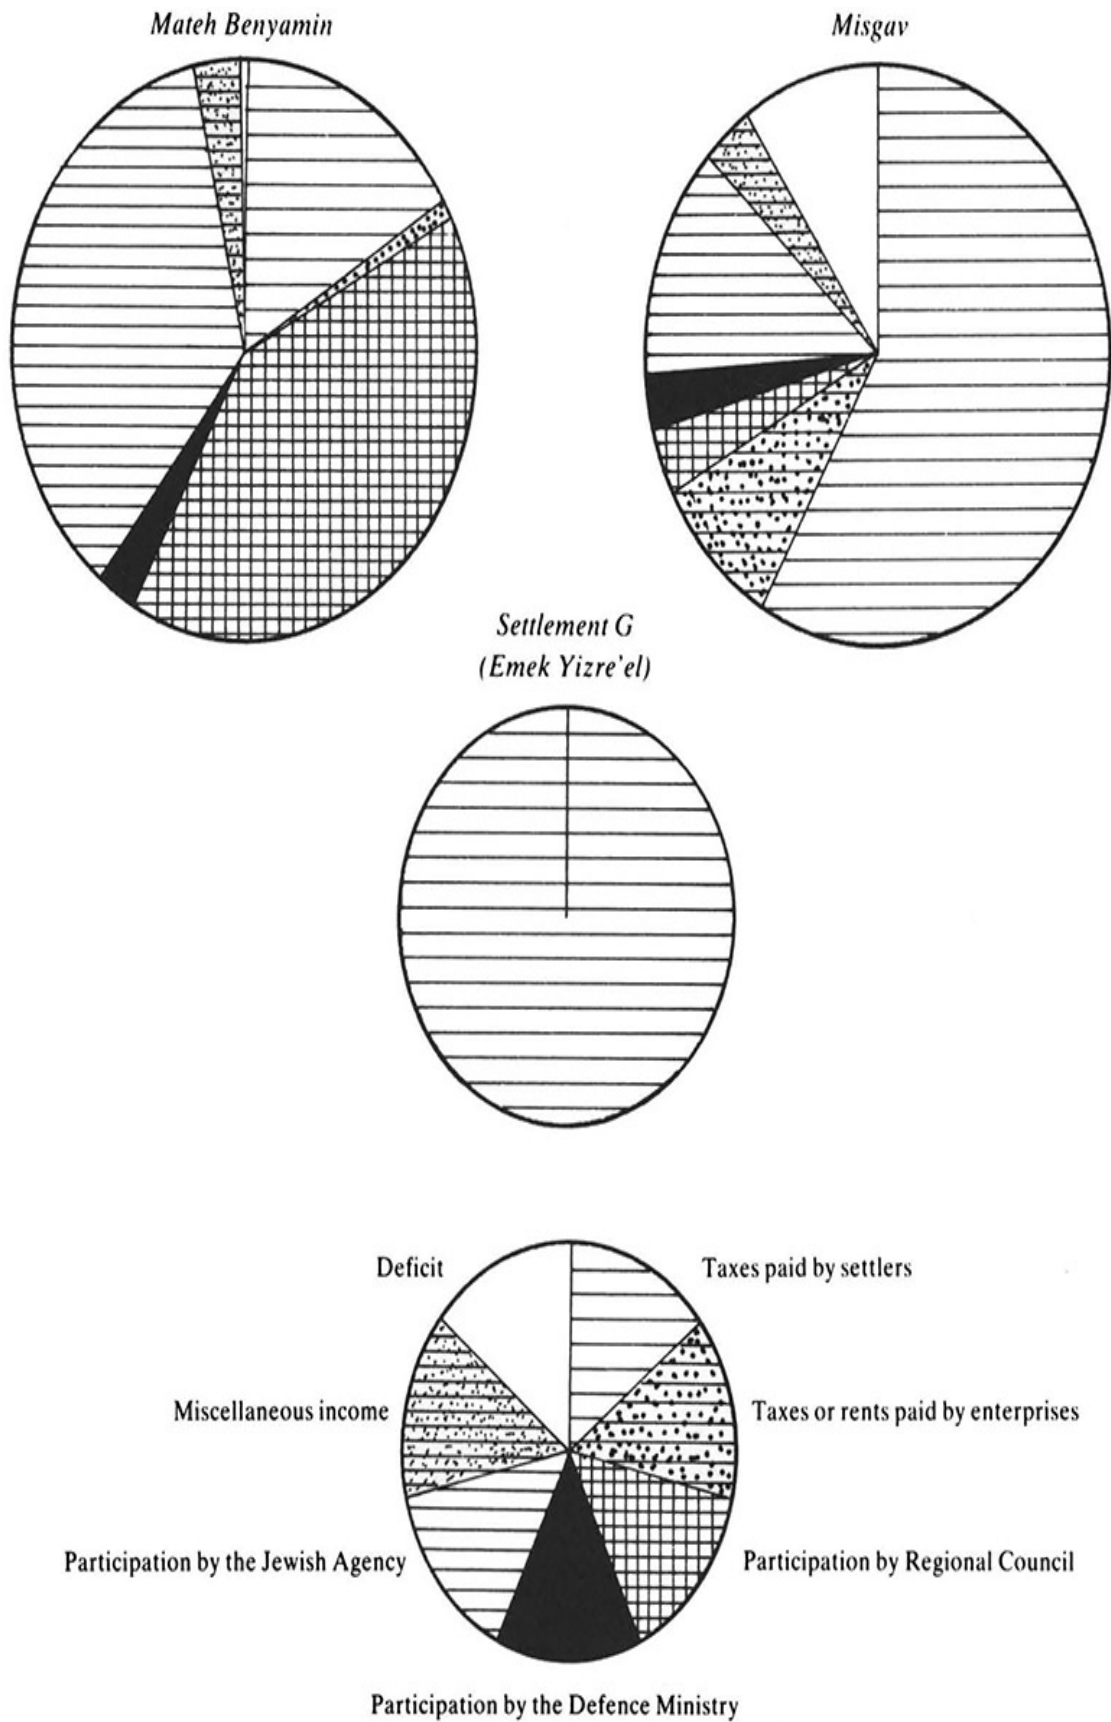 Mateh Benyamin
Misgav
Settlement G
(Emek Yizre'el)
Deficit
Taxes paid by settlers
Miscellaneous income
Taxes or rents paid by enterprises
Participation by the Jewish Agency
Participation by Regional Council
Participation by the Defence Ministry